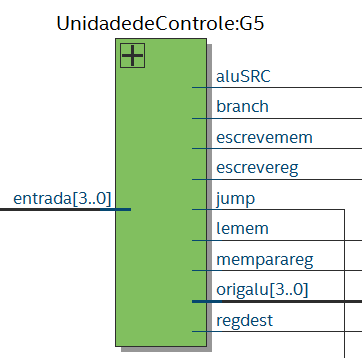 UnidadedeControle:G5
aluSRC
branch
escrevemem
escrevereg
entrada[3..0]
jump
lemem
memparareg
origalu[3..0]
regdest